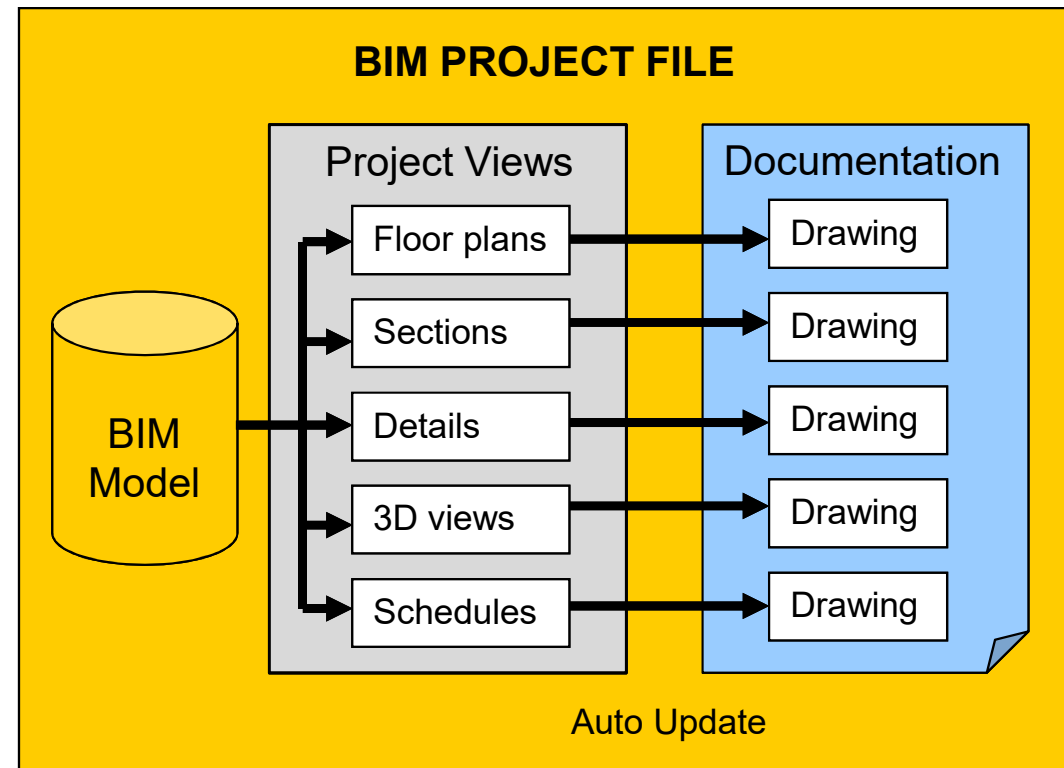 BIM PROJECT FILE
Project Views
Documentation
Floor plans
Drawing
Sections
Drawing
BIM
Model
Details
Drawing
3D views
Drawing
Schedules
Drawing
Auto Update